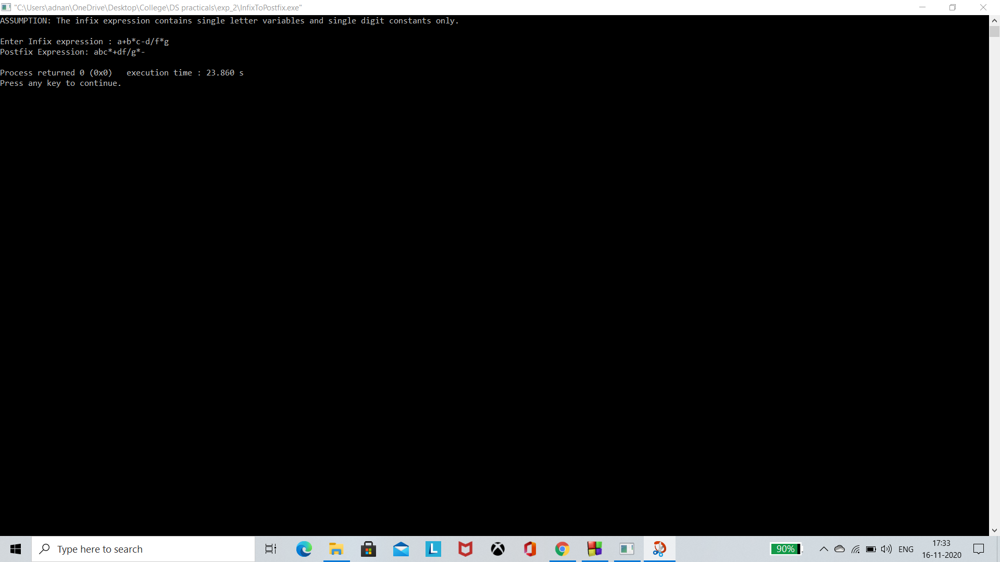 "C:\Users\adnan\OneDrive\Desktop\College\DS practicals\exp_2\InfixToPostfix.exe"
ASSUMPTION: The infix expression contains single letter variables and single digit constants only.
Enter Infix expression : a+b*c-d/f*g
Postfix Expression: abc*+df/g*-
Process returned 0 (0x0)   execution time : 23.860 s
Press any key to continue.
Type here to search
90%
ENG
17:33
16-11-2020